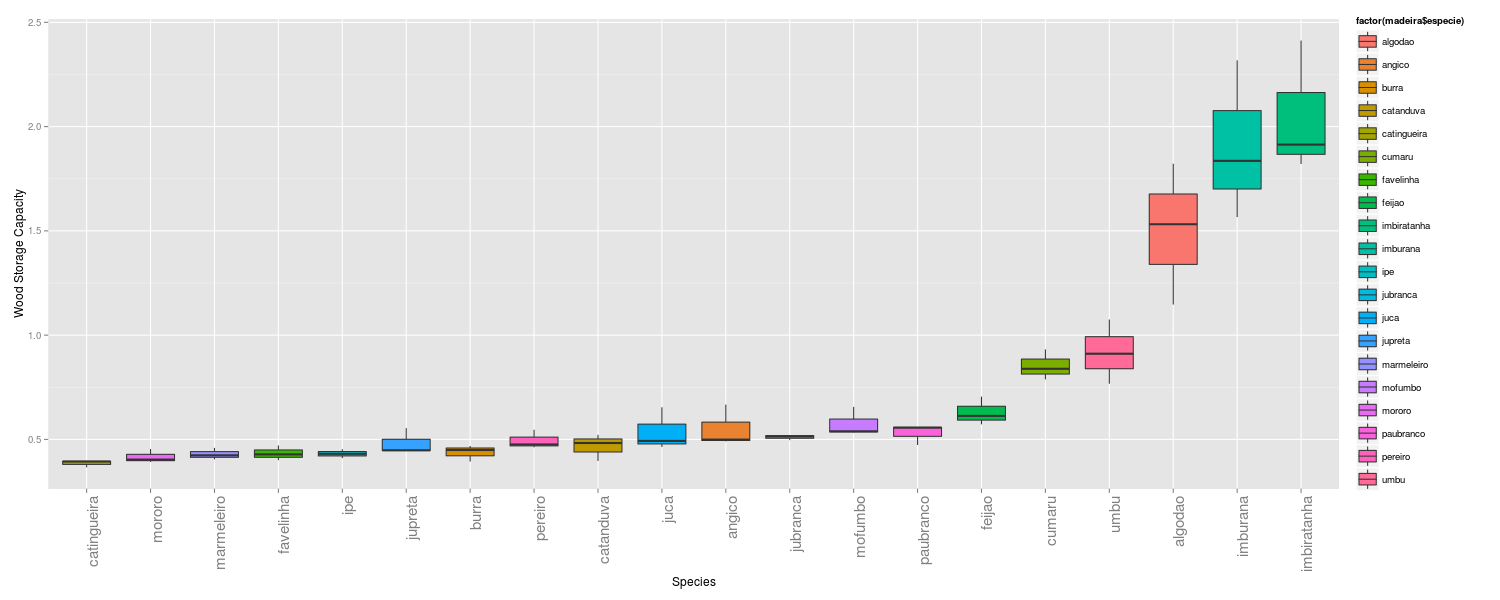 2.5
2.0
1.5
1.0
0.5
Wood Storage Capacity
catingueira
mororo
marmeleiro
favelinha
ipe
jupreta
burra
pereiro
catanduva
juca
angico
jubranca
mofumbo
paubranco
feijao
cumaru
umbu
algodao
imburana
imbiratanha
Species
factor(madeira$especie)
algodao
angico
burra
catanduva
catingueira
cumaru
favelinha
feijao
imbiratanha
imburana
ipe
jubranca
juca
jupreta
marmeleiro
mofumbo
mororo
paubranco
pereiro
umbu